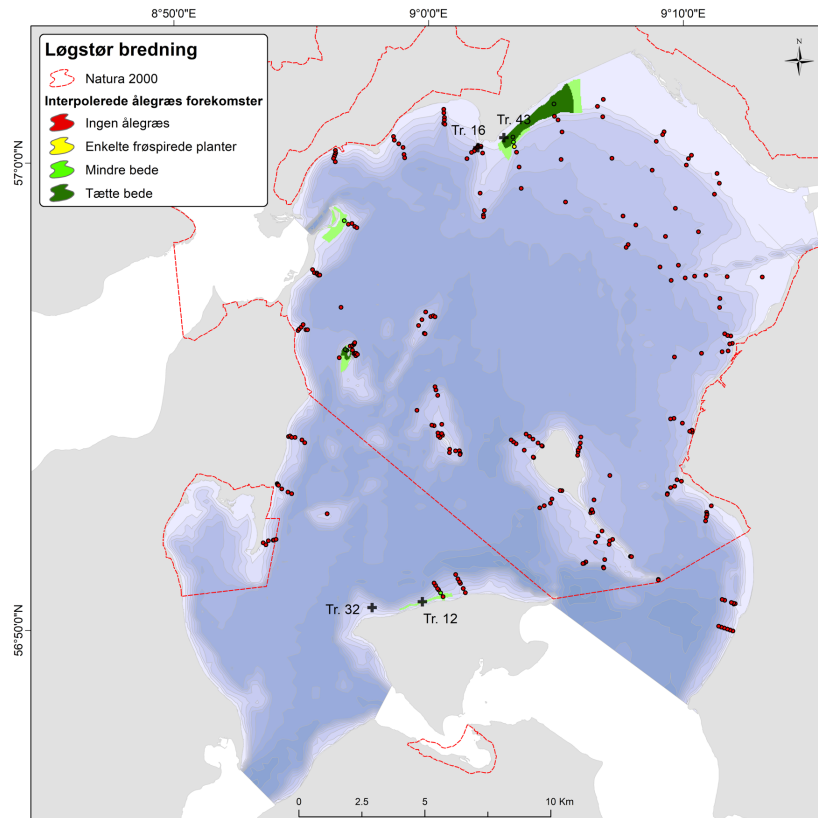 8°50'0"E
9°0'0"E
9°10'0"E
Løgstør bredning
Natura 2000
Interpolerede ålegræs forekomster
Ingen ålegræs
Enkelte frøspirede planter
Mindre bede
Tætte bede
N
Tr. 43
Tr. 16
57°0'0"N
Tr. 32
Tr. 12
56°50'0"N
0 2.5 5 10 Km